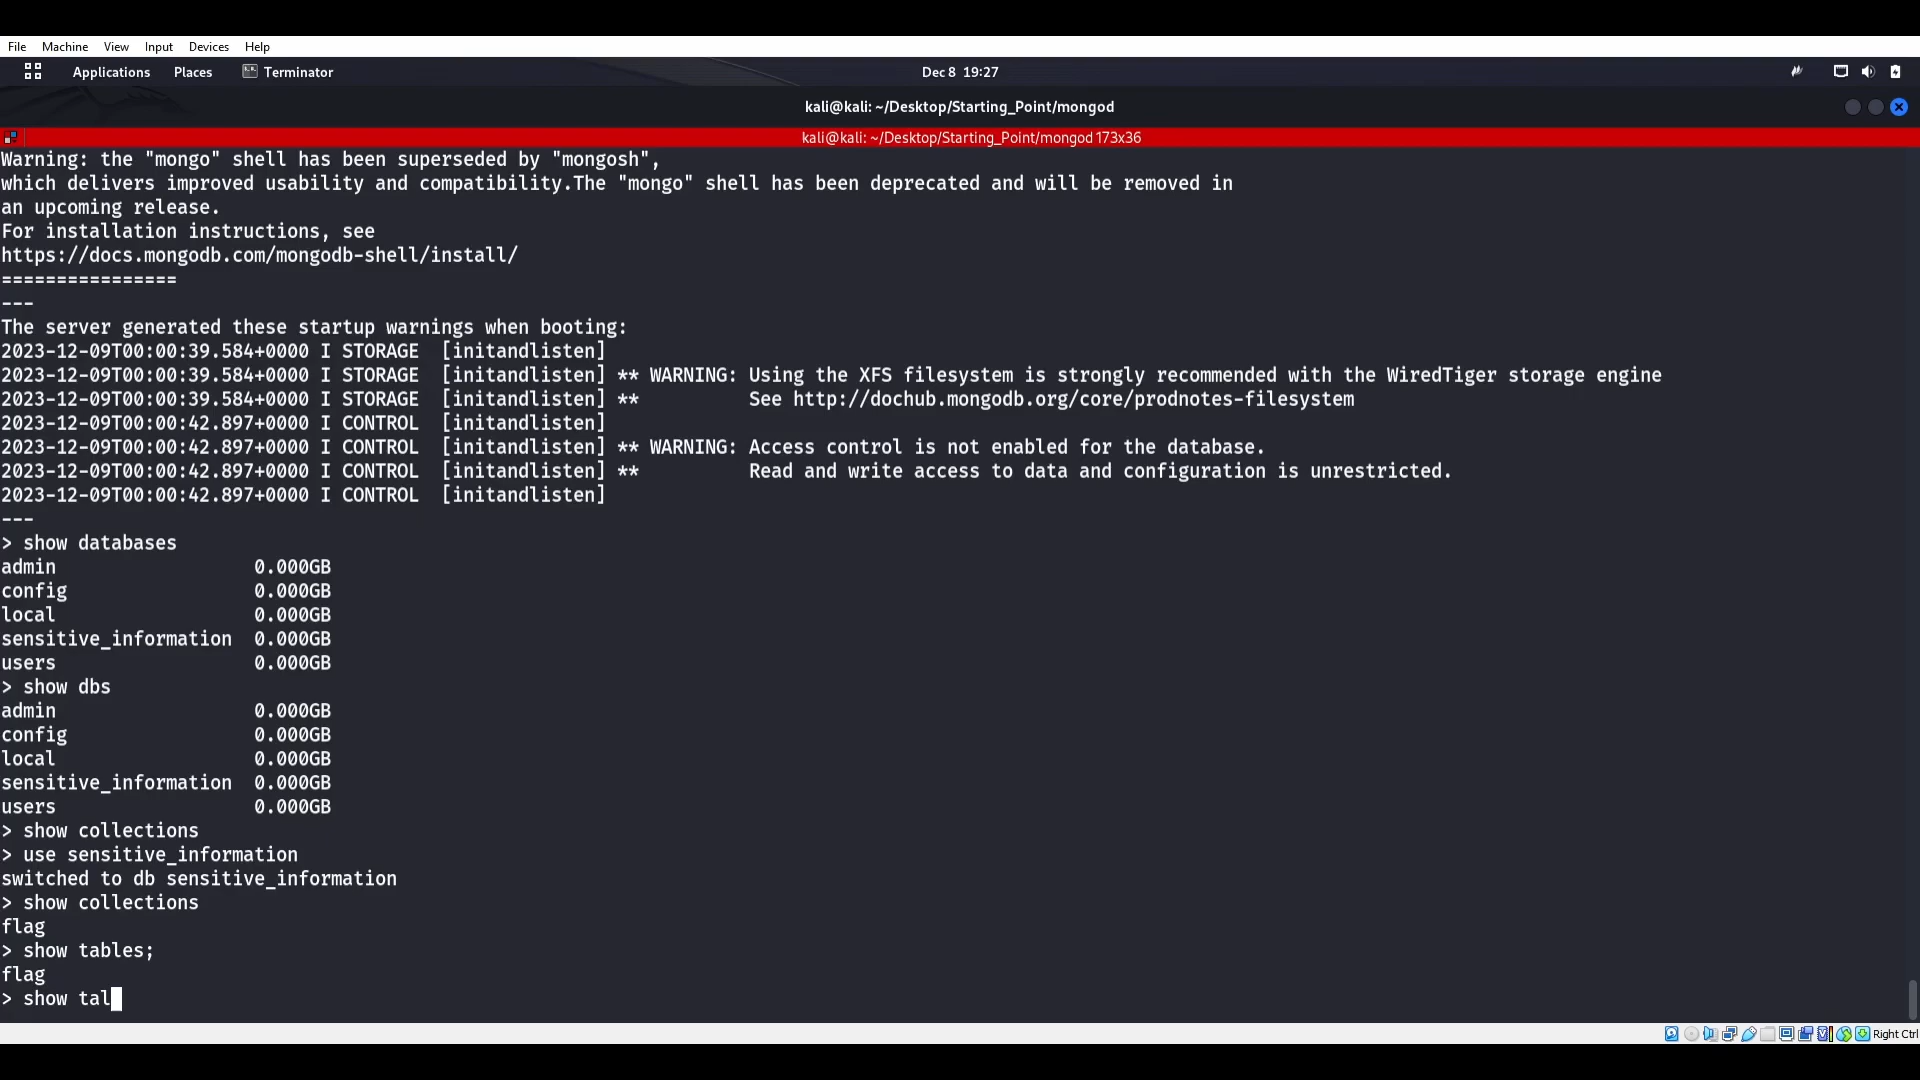 File Machine View Input Devices Help
Applications Places Terminator Dec 8 19:27
kali@kali: ~/Desktop/Starting_Point/mongod
kali@kali: ~/Desktop/Starting_Point/mongod 173x36
Warning: the "mongo" shell has been superseded by "mongosh",
which delivers improved usability and compatibility.The "mongo" shell has been deprecated and will be removed in
an upcoming release.
For installation instructions, see
https://docs.mongodb.com/mongodb-shell/install/
================
---
The server generated these startup warnings when booting:
2023-12-09T00:00:39.584+0000 I STORAGE  [initandlisten]
2023-12-09T00:00:39.584+0000 I STORAGE  [initandlisten] ** WARNING: Using the XFS filesystem is strongly recommended with the WiredTiger storage engine
2023-12-09T00:00:39.584+0000 I STORAGE  [initandlisten] **          See http://dochub.mongodb.org/core/prodnotes-filesystem
2023-12-09T00:00:42.897+0000 I CONTROL  [initandlisten]
2023-12-09T00:00:42.897+0000 I CONTROL  [initandlisten] ** WARNING: Access control is not enabled for the database.
2023-12-09T00:00:42.897+0000 I CONTROL  [initandlisten] **          Read and write access to data and configuration is unrestricted.
2023-12-09T00:00:42.897+0000 I CONTROL  [initandlisten]
---
> show databases
admin                  0.000GB
config                 0.000GB
local                  0.000GB
sensitive_information  0.000GB
users                  0.000GB
> show dbs
admin                  0.000GB
config                 0.000GB
local                  0.000GB
sensitive_information  0.000GB
users                  0.000GB
> show collections
> use sensitive_information
switched to db sensitive_information
> show collections
flag
> show tables;
flag
> show tal
Right Ctrl